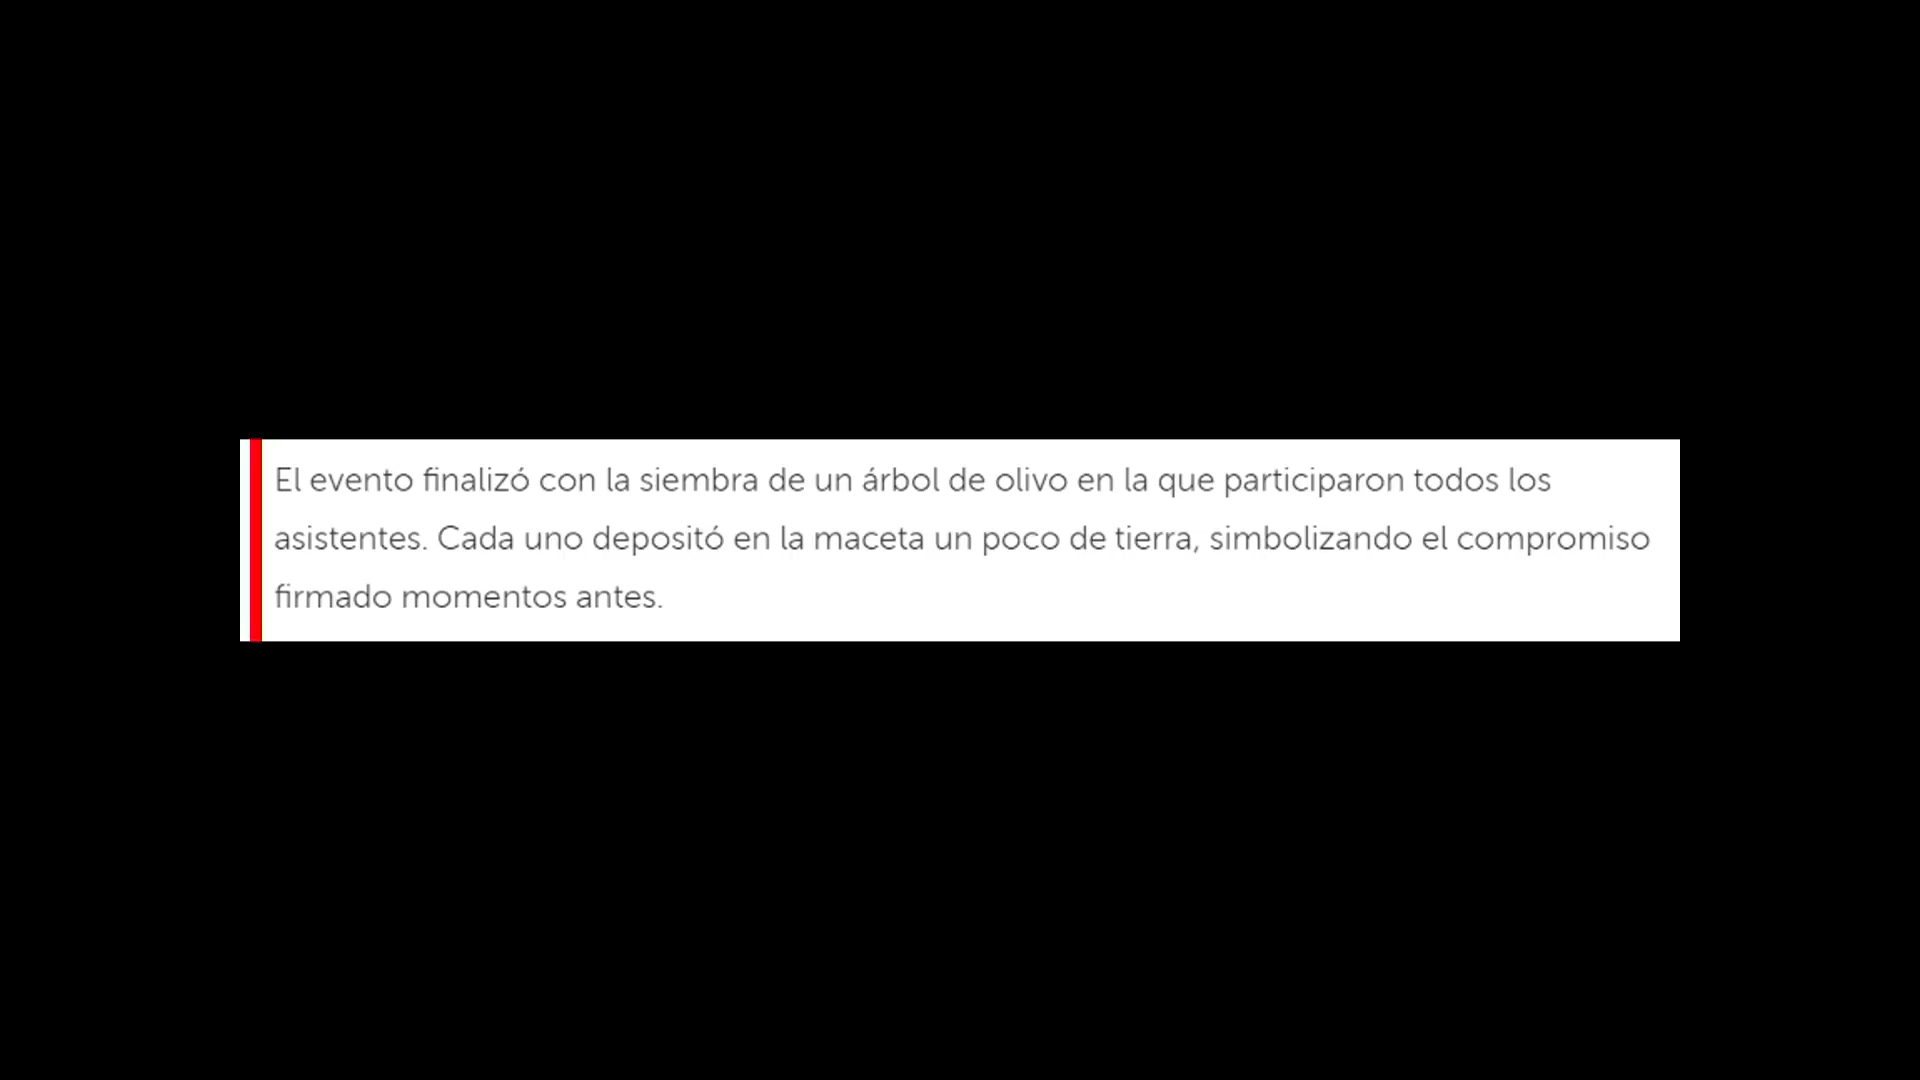 El evento finalizó con la siembra de un árbol de olivo en la que participaron todos los
asistentes. Cada uno depositó en la maceta un poco de tierra, simbolizando el compromiso
firmado momentos antes.